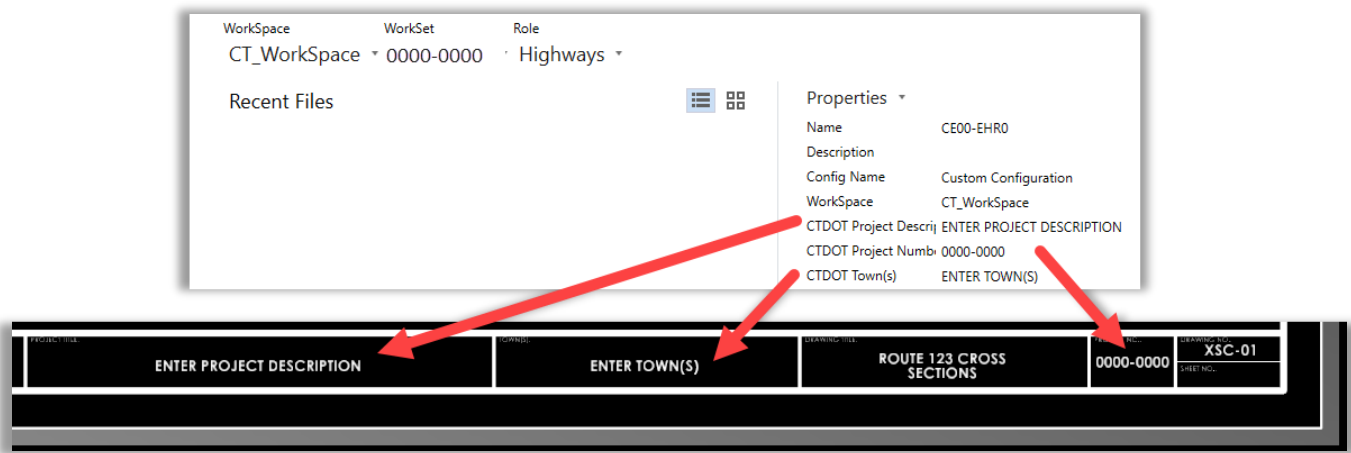 WorkSpace WorkSet Role
CT_WorkSpace 0000-0000 Highways
Recent Files
Properties
Name CE00-EHR0
Description
Config Name Custom Configuration
WorkSpace CT_WorkSpace
CTDOT Project Descrip ENTER PROJECT DESCRIPTION
CTDOT Project Numbe 0000-0000
CTDOT Town(s) ENTER TOWN(S)
PROJECT TITLE: TOWN(S): DRAWING TITLE: DRAWING NO.:
ENTER PROJECT DESCRIPTION ENTER TOWN(S) ROUTE 123 CROSS 0000-0000 XSC-01
SECTIONS SHEET NO.: